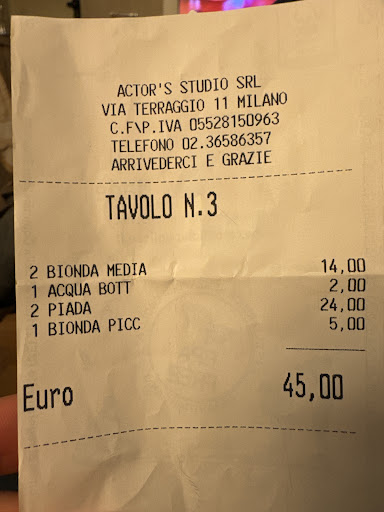 ACTOR'S STUDIO SRL
VIA TERRAGGIO 11 MILANO
C.F\P.IVA 05528150963
TELEFONO 02.36586357
ARRIVEDERCI E GRAZIE
TAVOLO N.3
2 BIONDA MEDIA 14,00
1 ACQUA BOTT 2,00
2 PIADA 24,00
1 BIONDA PICC 5,00
Euro 45,00